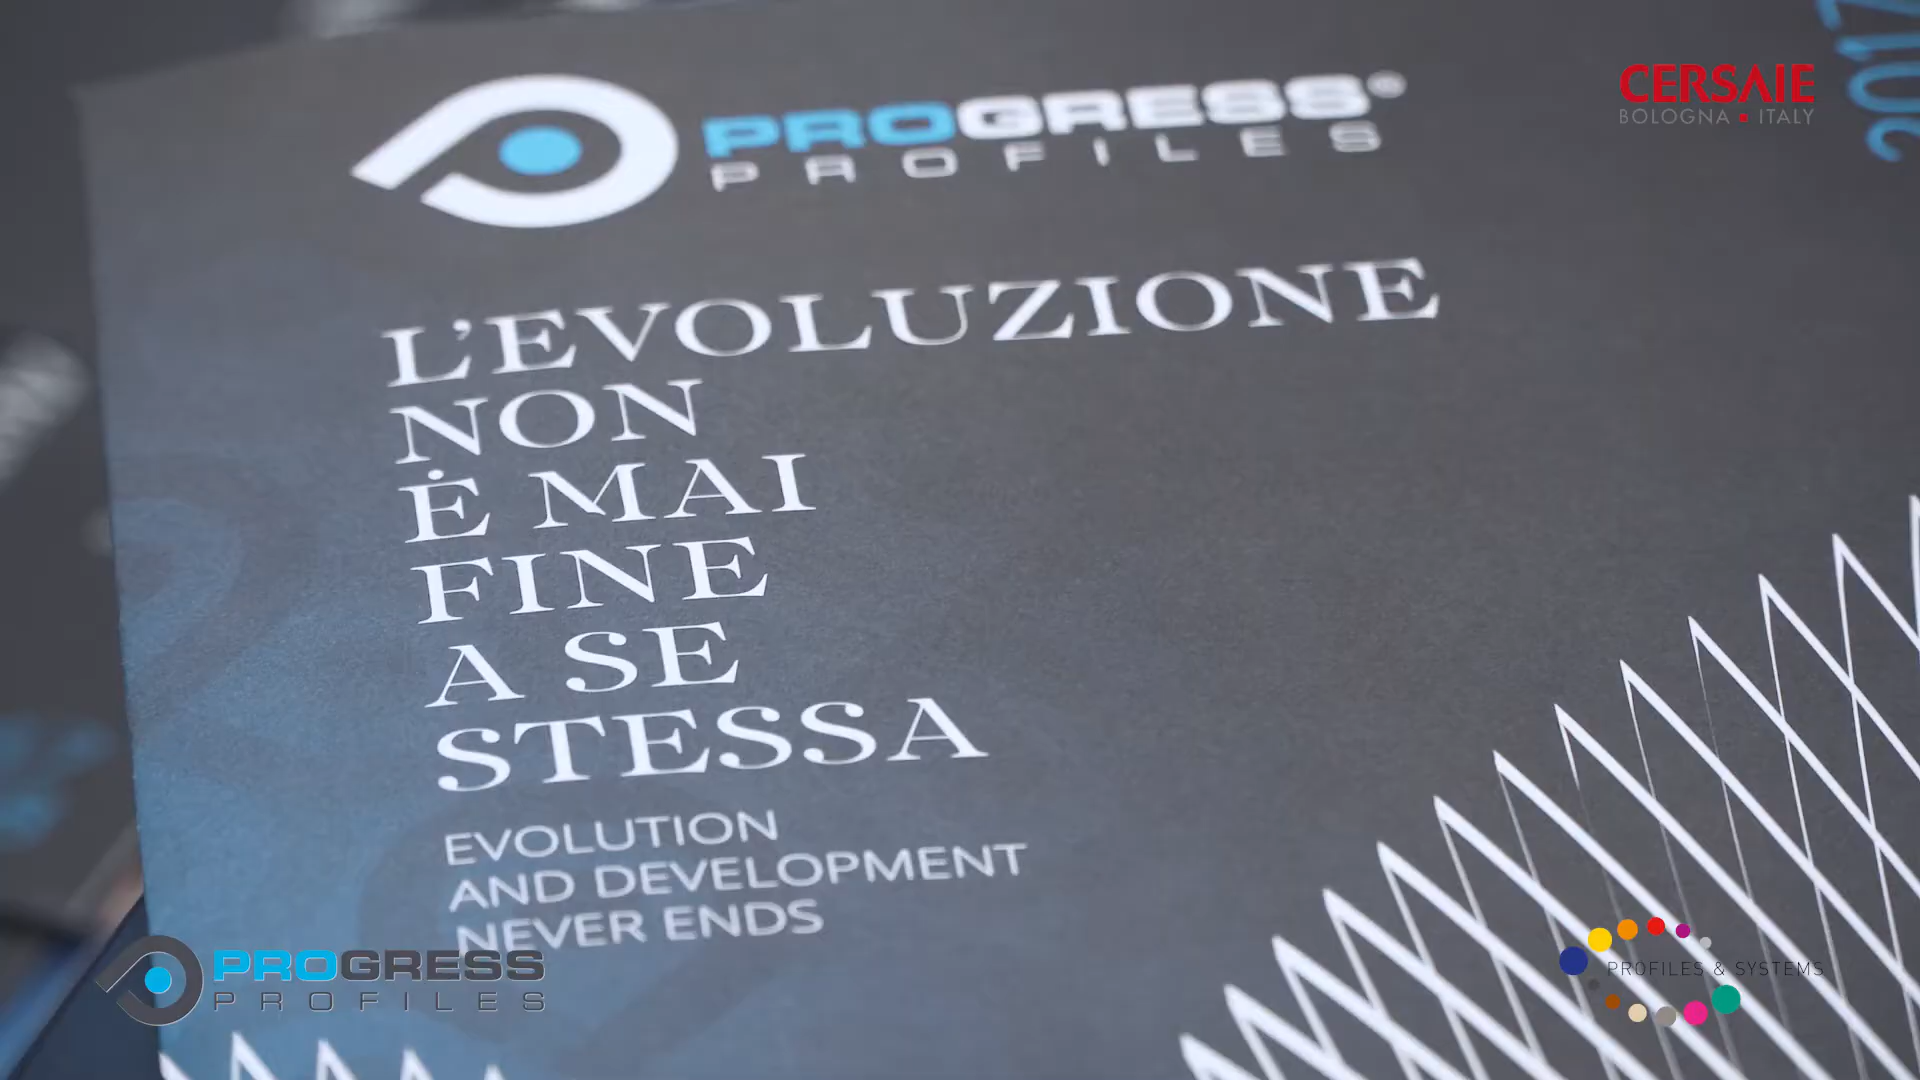 PROGRESS®
PROFILES
CERSAIE
BOLOGNA ITALY
2017
L'EVOLUZIONE
NON
È MAI
FINE
A SE
STESSA
EVOLUTION
AND DEVELOPMENT
NEVER ENDS
PROGRESS
PROFILES
PROFILES & SYSTEMS